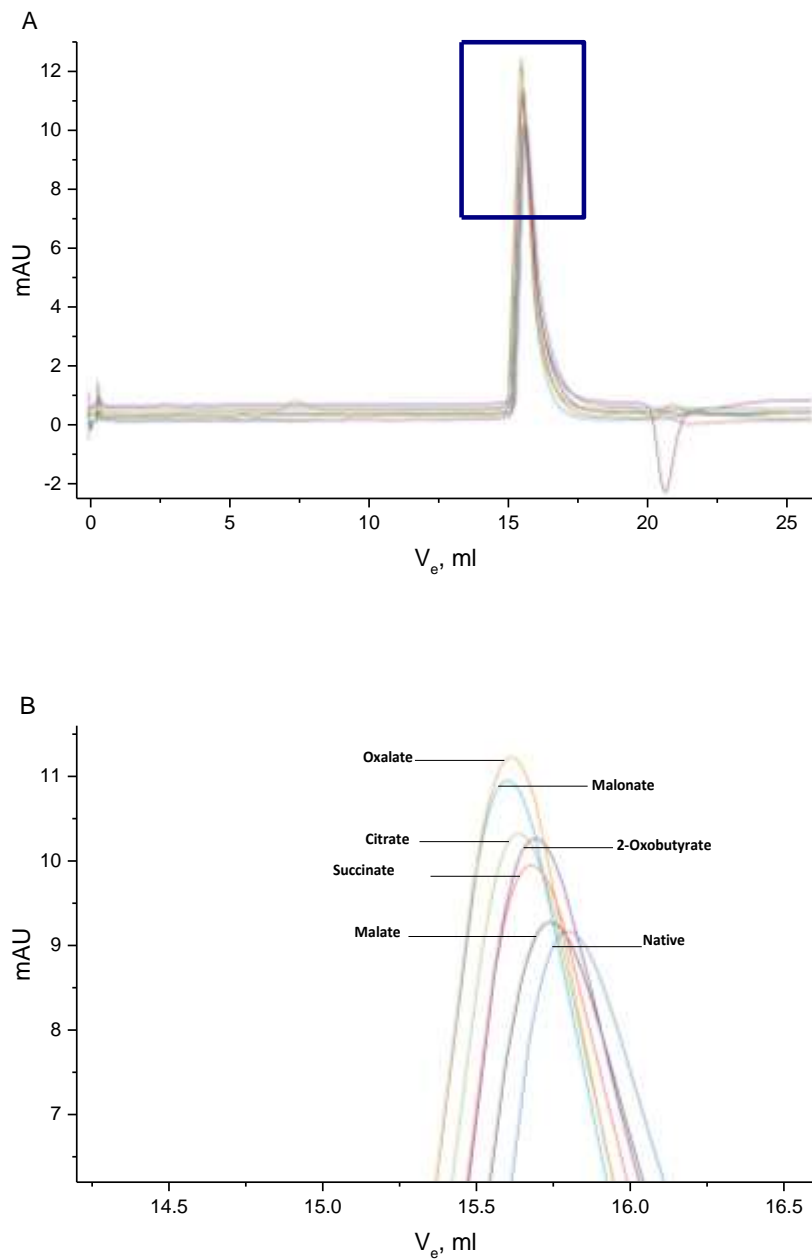 A
12
10
8
6
4
2
0
-2
mAU
0 5 10 15 20 25
Ve, ml
B
Oxalate
Malonate
Citrate
2-Oxobutyrate
Succinate
Malate
Native
11
10
9
8
7
mAU
14.5 15.0 15.5 16.0 16.5
Ve, ml